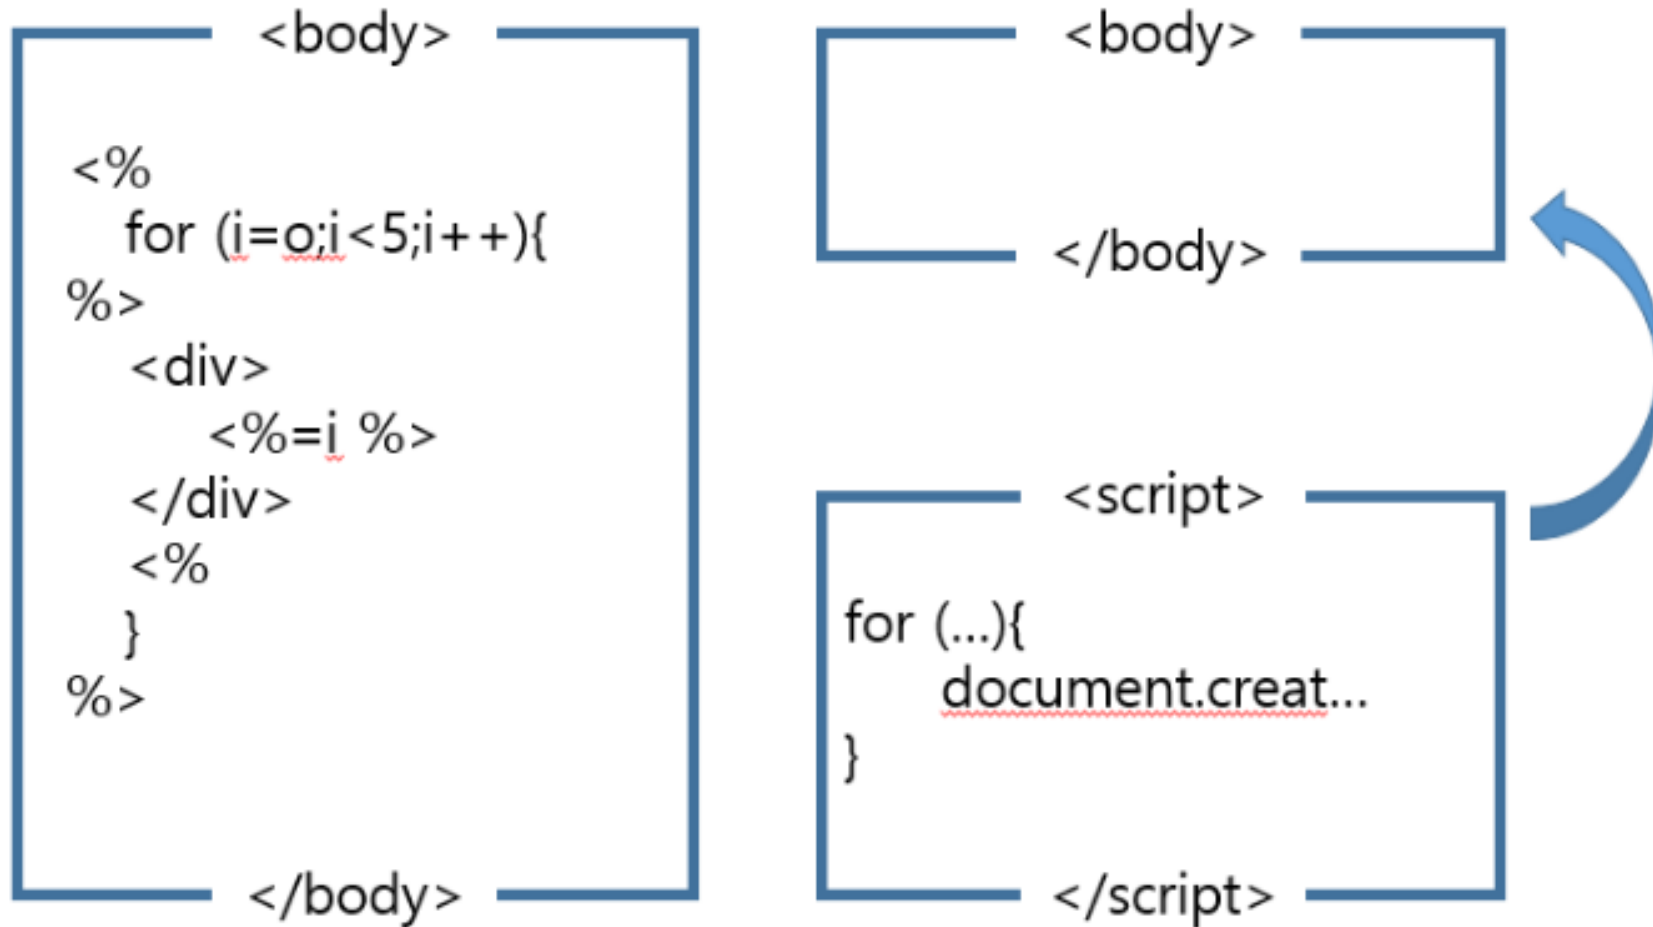 <body>
<%
for (i=o;i<5;i++){
%>
<div>
<%=i %>
</div>
<%
}
%>
</body>
<body>
</body>
<script>
for (...){
document.creat...
}
</script>